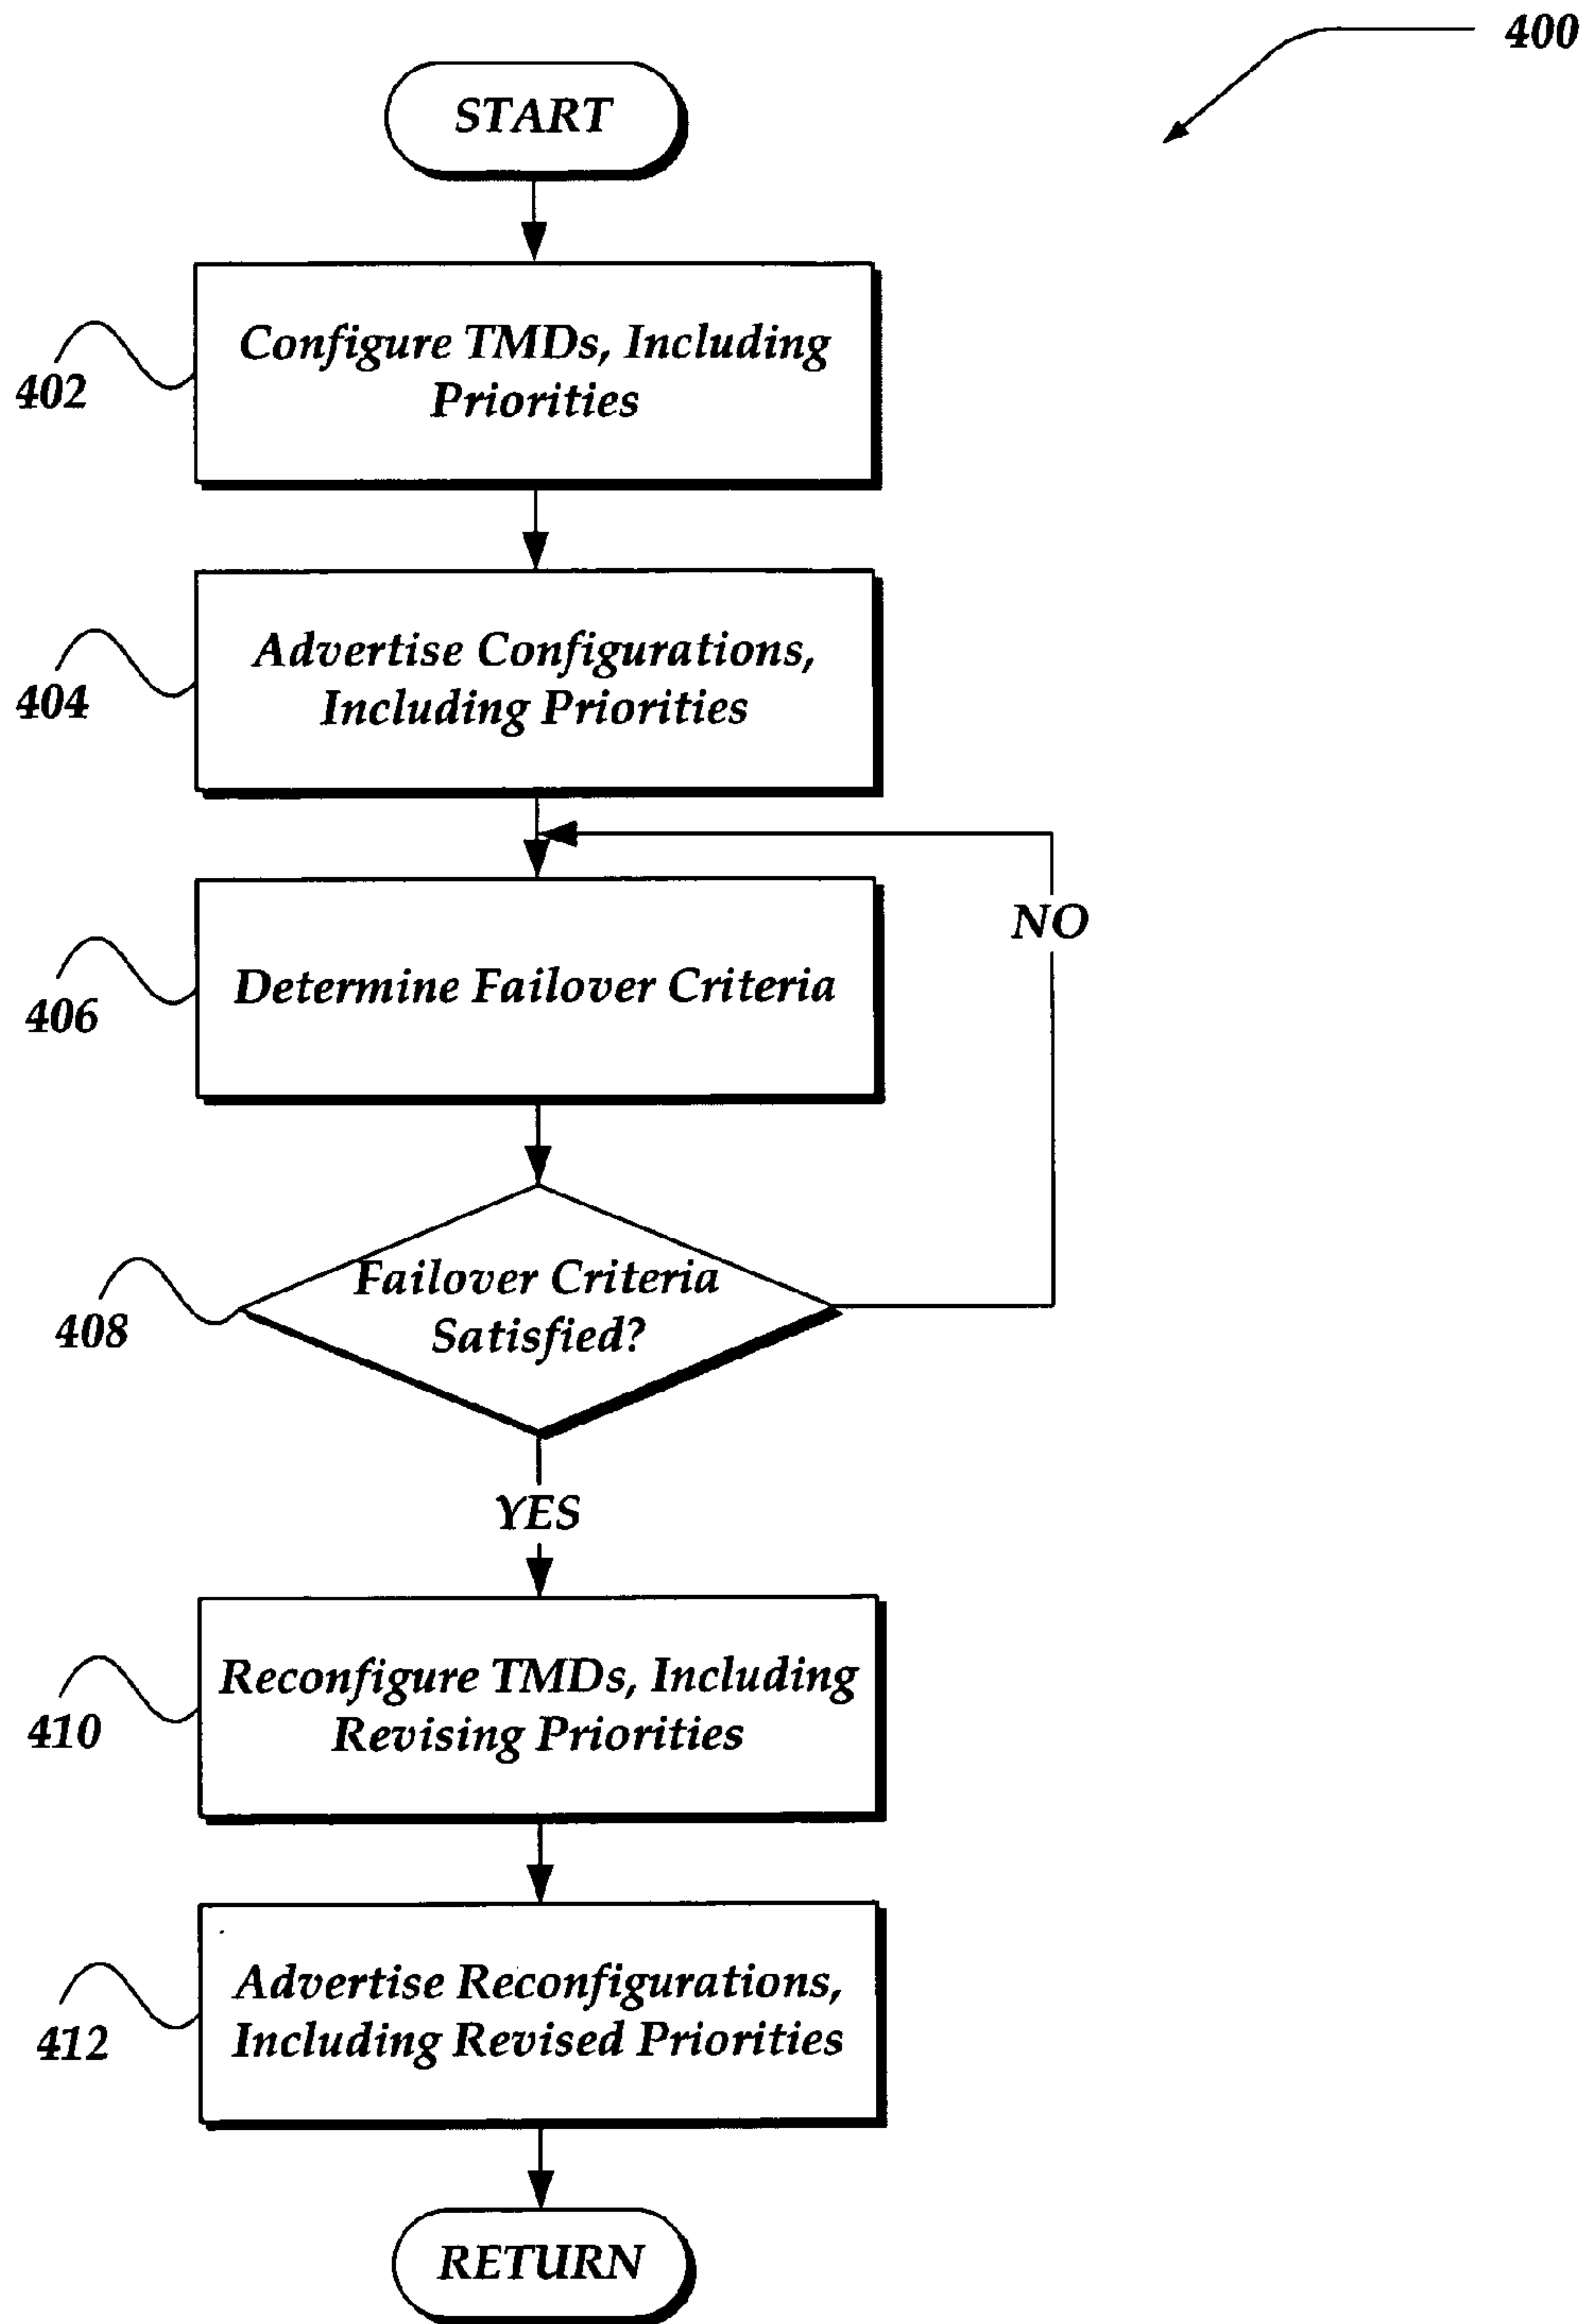 400
START
Configure TMDs, Including
Priorities
402
Advertise Configurations,
Including Priorities
404
NO
Determine Failover Criteria
406
Failover Criteria
Satisfied?
408
YES
Reconfigure TMDs, Including
Revising Priorities
410
Advertise Reconfigurations,
Including Revised Priorities
412
RETURN